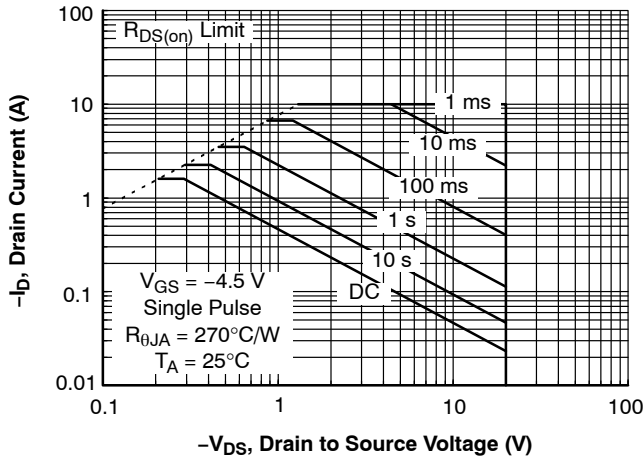 100
R_DS(on) Limit
10
1 ms
10 ms
100 ms
1
1 s
10 s
V_GS = −4.5 V
DC
Single Pulse
0.1
R_θJA = 270°C/W
T_A = 25°C
0.01
0.1
1
10
100
−V_DS, Drain to Source Voltage (V)
−I_D, Drain Current (A)